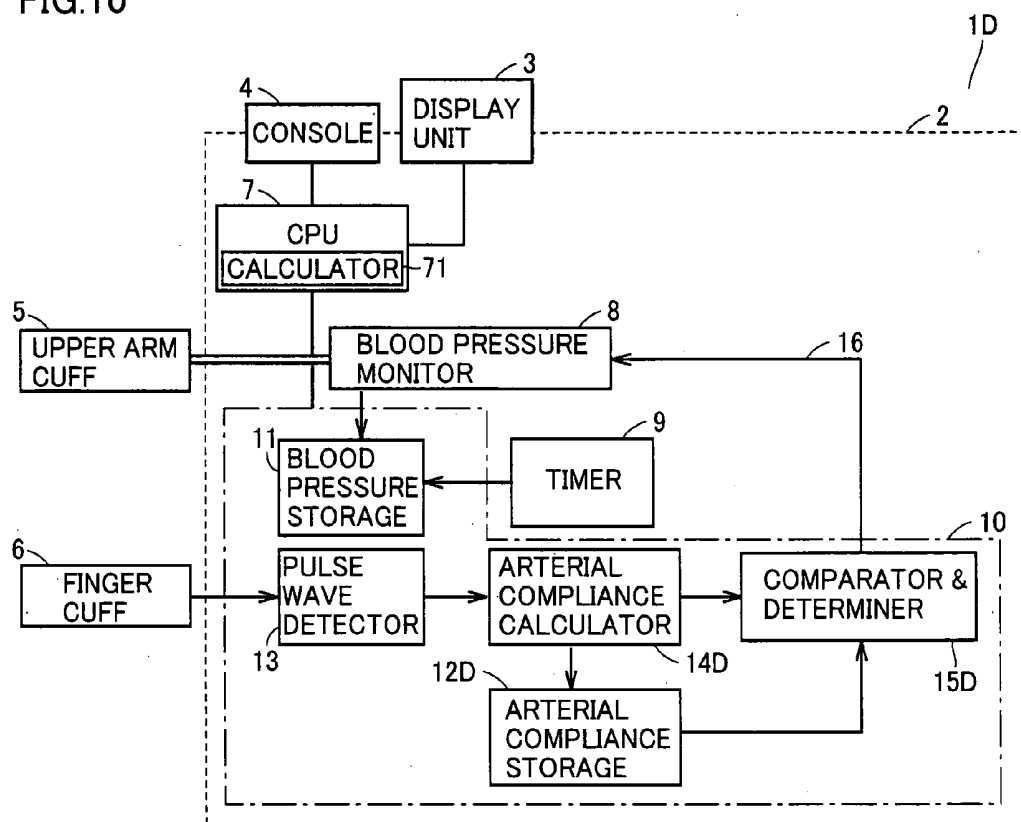 FIG.10
1D
3
4
DISPLAY
UNIT
2
CONSOLE
7
CPU
CALCULATOR
71
5
8
UPPER ARM
CUFF
BLOOD PRESSURE
MONITOR
16
11
9
BLOOD
PRESSURE
STORAGE
TIMER
10
6
FINGER
CUFF
PULSE
WAVE
DETECTOR
ARTERIAL
COMPLIANCE
CALCULATOR
COMPARATOR &
DETERMINER
13
12D
14D
15D
ARTERIAL
COMPLIANCE
STORAGE